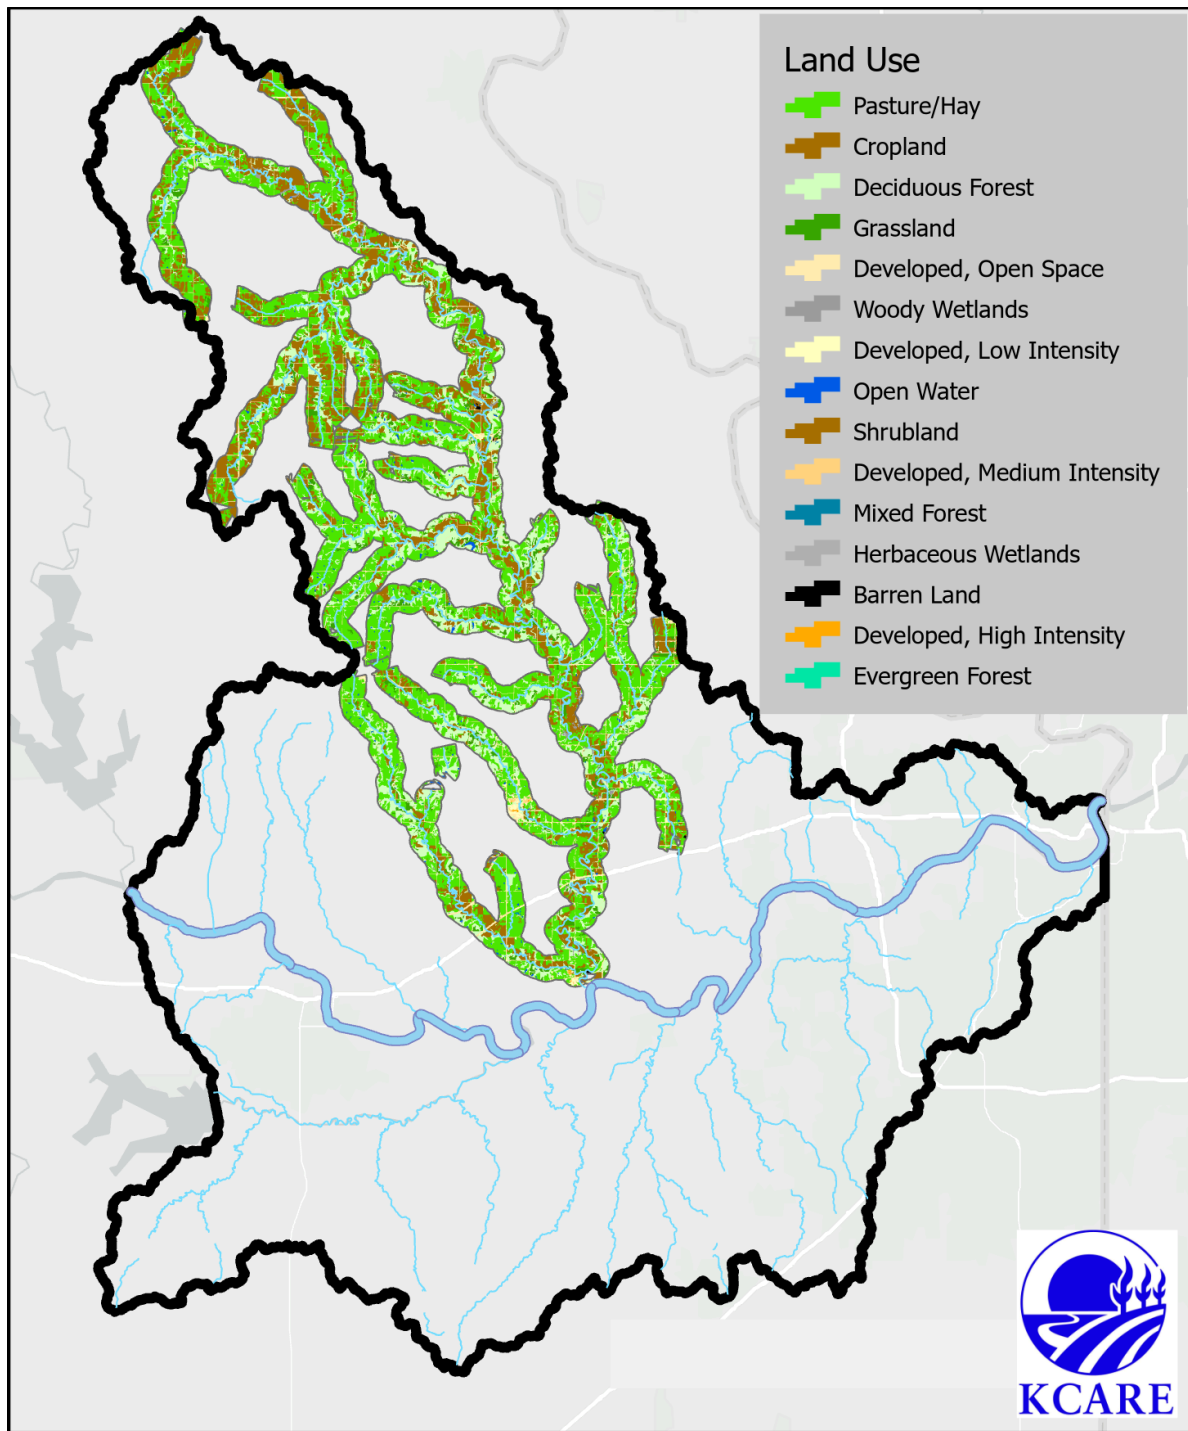 Land Use
Pasture/Hay
Cropland
Deciduous Forest
Grassland
Developed, Open Space
Woody Wetlands
Developed, Low Intensity
Open Water
Shrubland
Developed, Medium Intensity
Mixed Forest
Herbaceous Wetlands
Barren Land
Developed, High Intensity
Evergreen Forest
KCARE